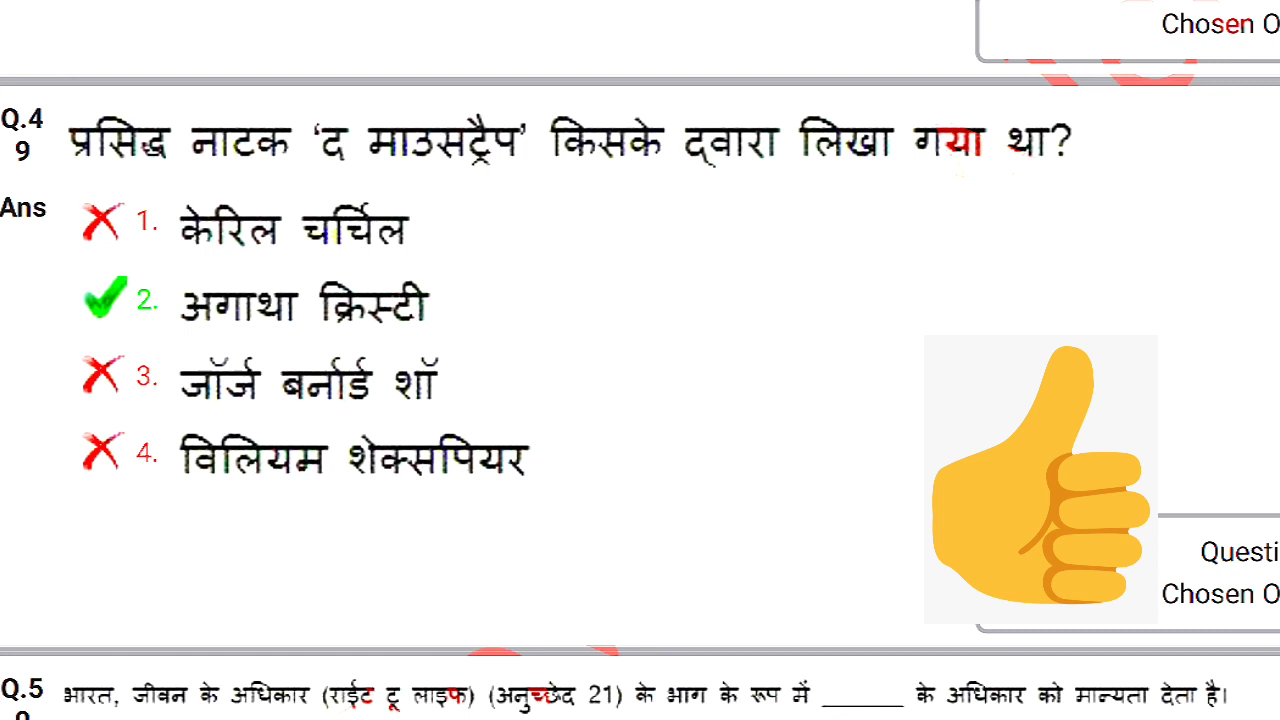 Chosen O
Q.4
9
प्रसिद्ध नाटक ‘द माउसट्रैप’ किसके द्वारा लिखा गया था?
Ans
1. केरिल चर्चिल
2. अगाथा क्रिस्टी
3. जॉर्ज बर्नार्ड शॉ
4. विलियम शेक्सपियर
Questi
Chosen O
Q.5
भारत, जीवन के अधिकार (राईट टू लाइफ) (अनुच्छेद 21) के भाग के रूप में ________ के अधिकार को मान्यता देता है।